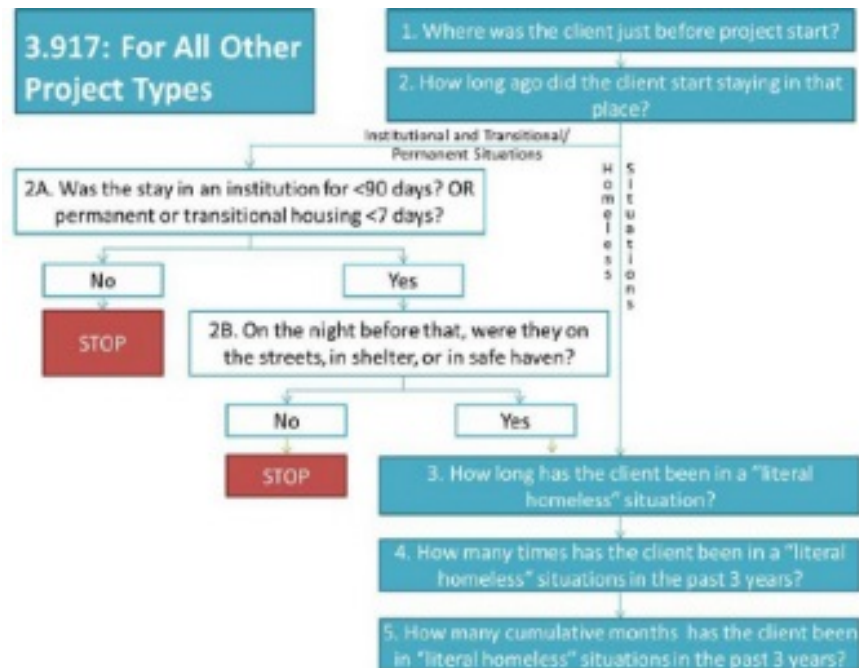 3.917: For All Other
Project Types
1. Where was the client just before project start?
2. How long ago did the client start staying in that
place?
Institutional and Transitional/
Permanent Situations
Homeless
Situations
2A. Was the stay in an institution for <90 days? OR
permanent or transitional housing <7 days?
No
Yes
STOP
2B. On the night before that, were they on
the streets, in shelter, or in safe haven?
No
Yes
STOP
3. How long has the client been in a "literal
homeless" situation?
4. How many times has the client been in a "literal
homeless" situations in the past 3 years?
5. How many cumulative months has the client been
in "literal homeless" situations in the past 3 years?